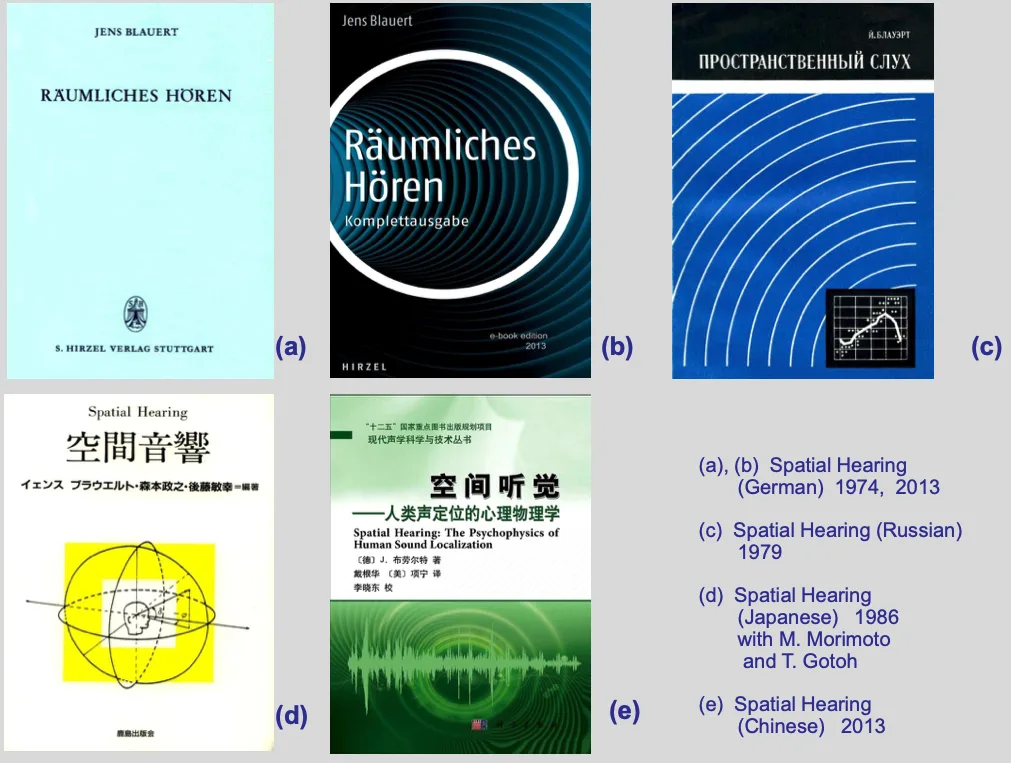 JENS BLAUERT
RÄUMLICHES HÖREN
S. HIRZEL VERLAG STUTTGART
(a)
Jens Blauert
Räumliches
Hören
Komplettausgabe
e-book edition
2013
HIRZEL
(b)
Й. БЛАУЭРТ
ПРОСТРАНСТВЕННЫЙ СЛУХ
(c)
Spatial Hearing
空間音響
イェンス ブラウエルト・森本政之・後藤敏幸=編著
鹿島出版会
(d)
“十二五”国家重点图书出版规划项目
现代声学科学与技术丛书
空间听觉
——人类声定位的心理物理学
Spatial Hearing: The Psychophysics of
Human Sound Localization
〔德〕J. 布劳尔特 著
戴根华 〔美〕项宁 译
李晓东 校
(e)
(a), (b) Spatial Hearing
(German) 1974, 2013
(c) Spatial Hearing (Russian)
1979
(d) Spatial Hearing
(Japanese) 1986
with M. Morimoto
and T. Gotoh
(e) Spatial Hearing
(Chinese) 2013